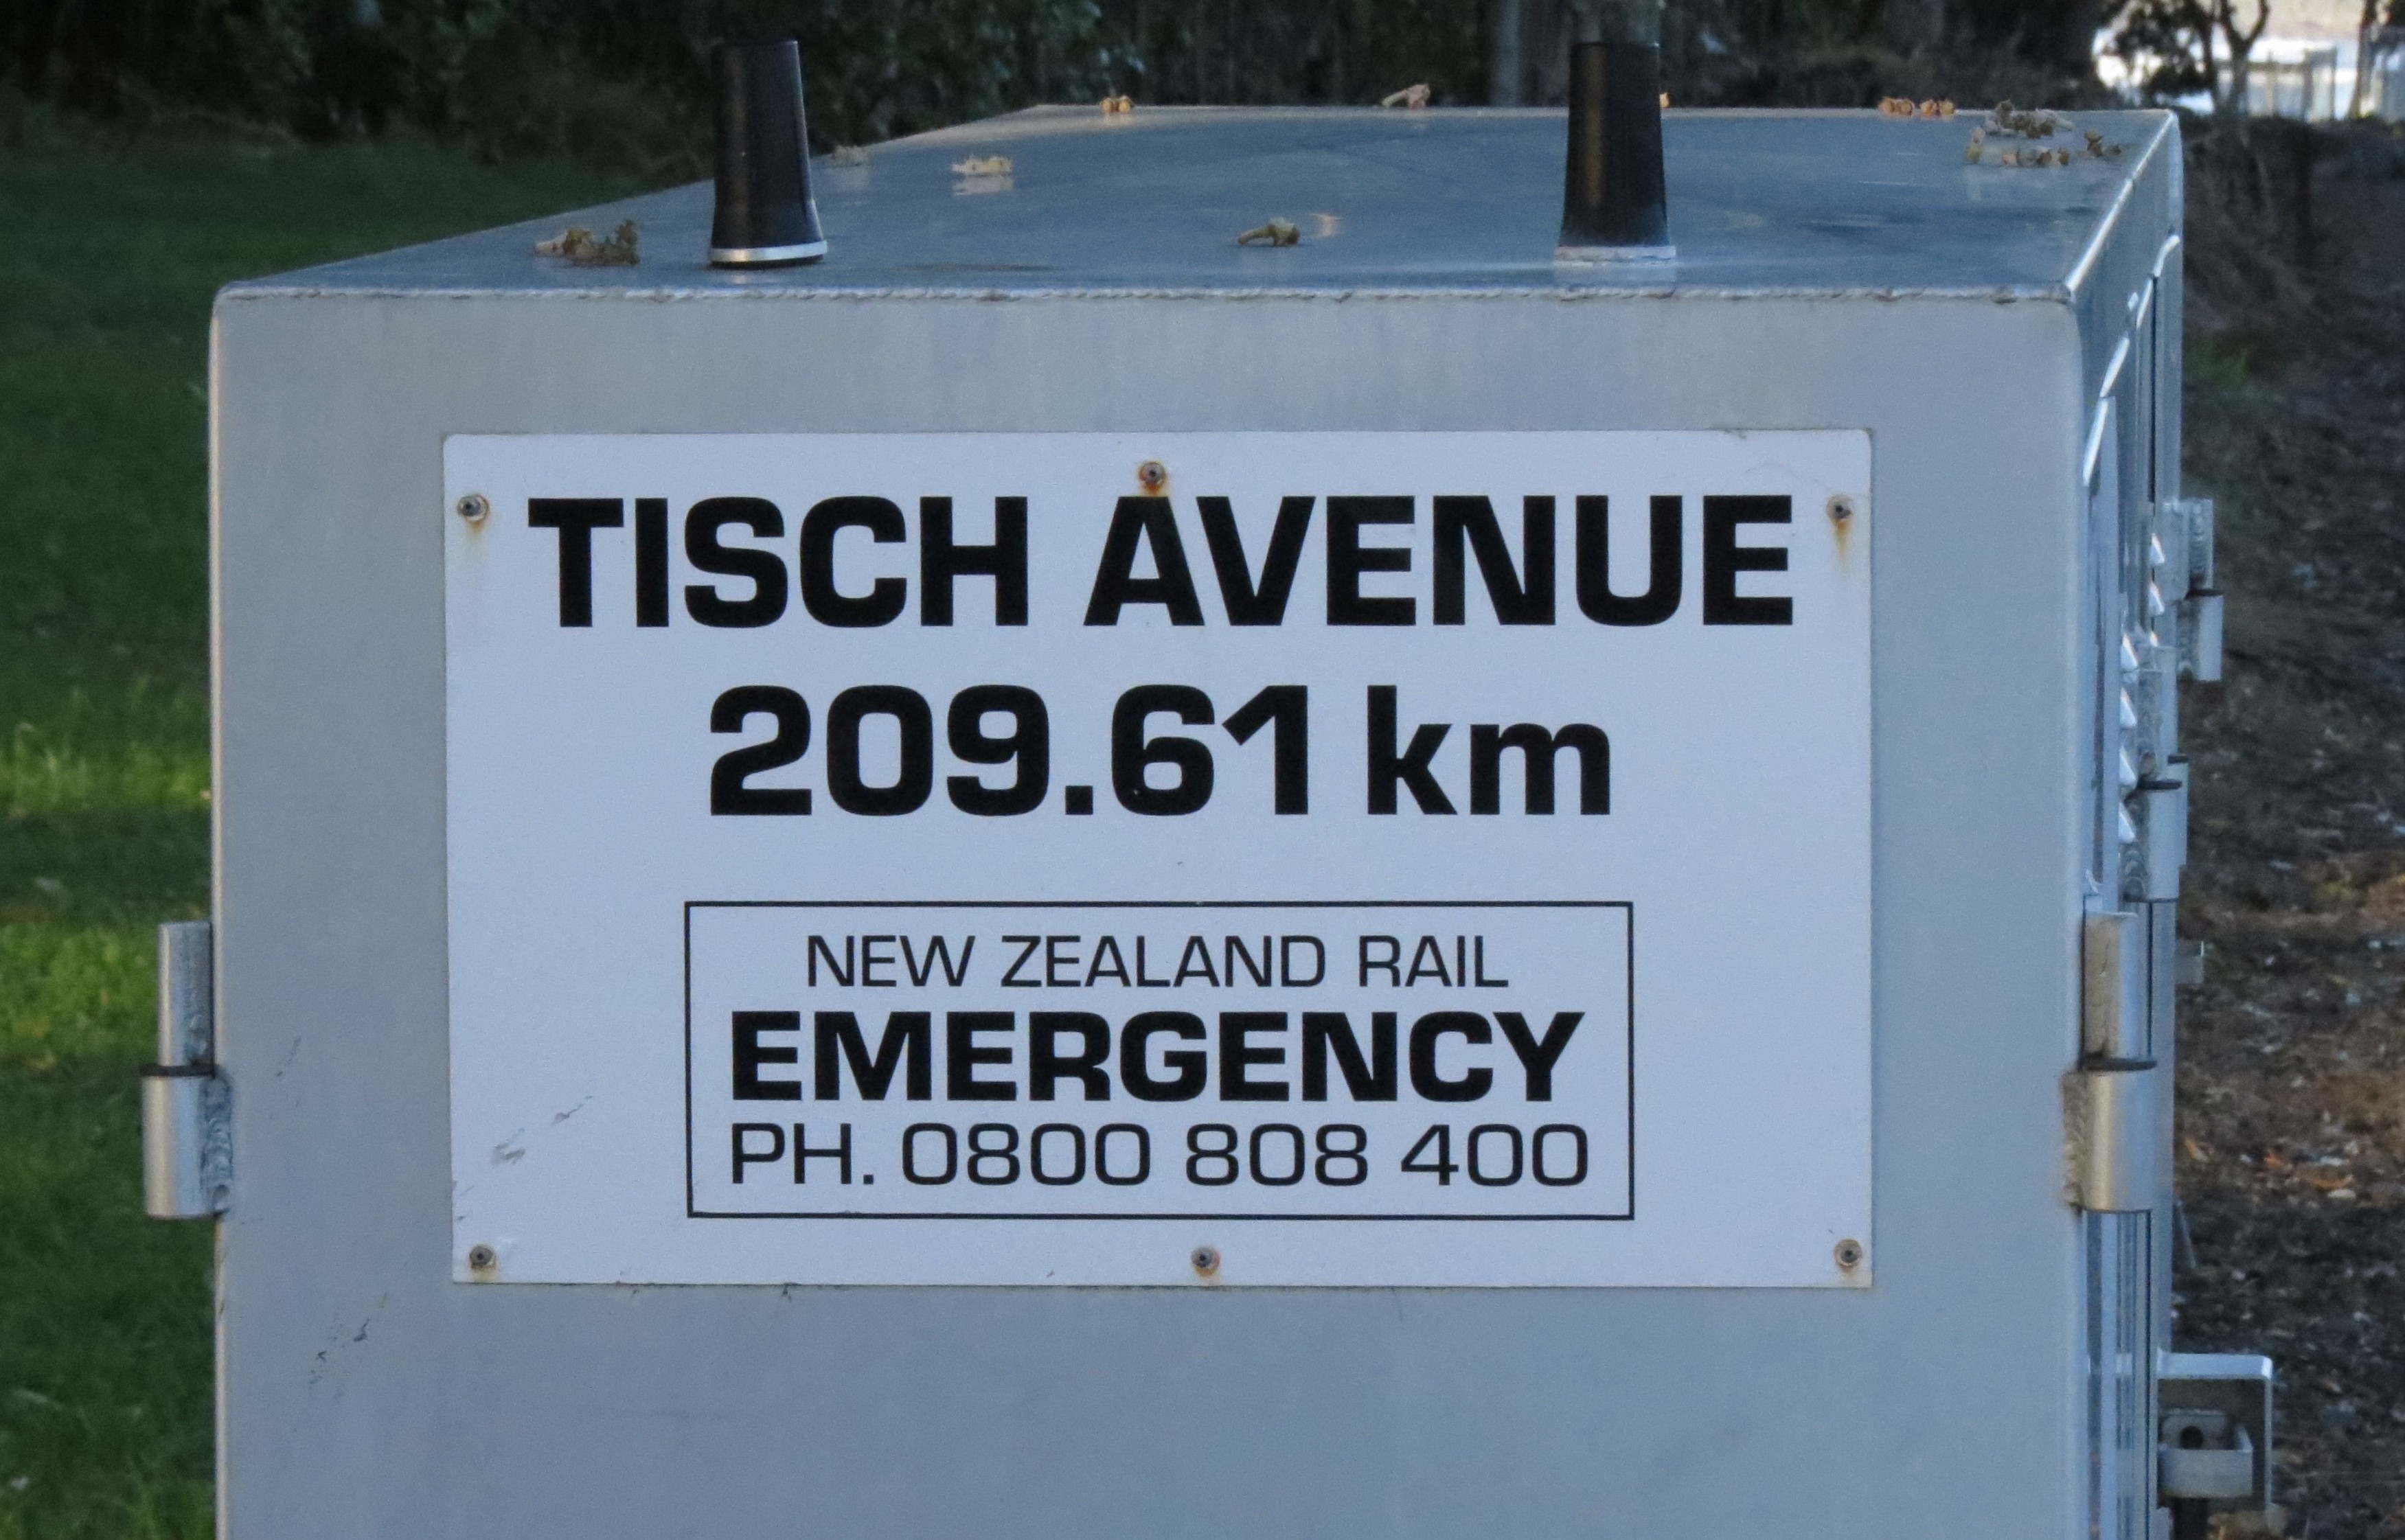 TISCH AVENUE
209.61 km
NEW ZEALAND RAIL
EMERGENCY
PH. 0800 808 400